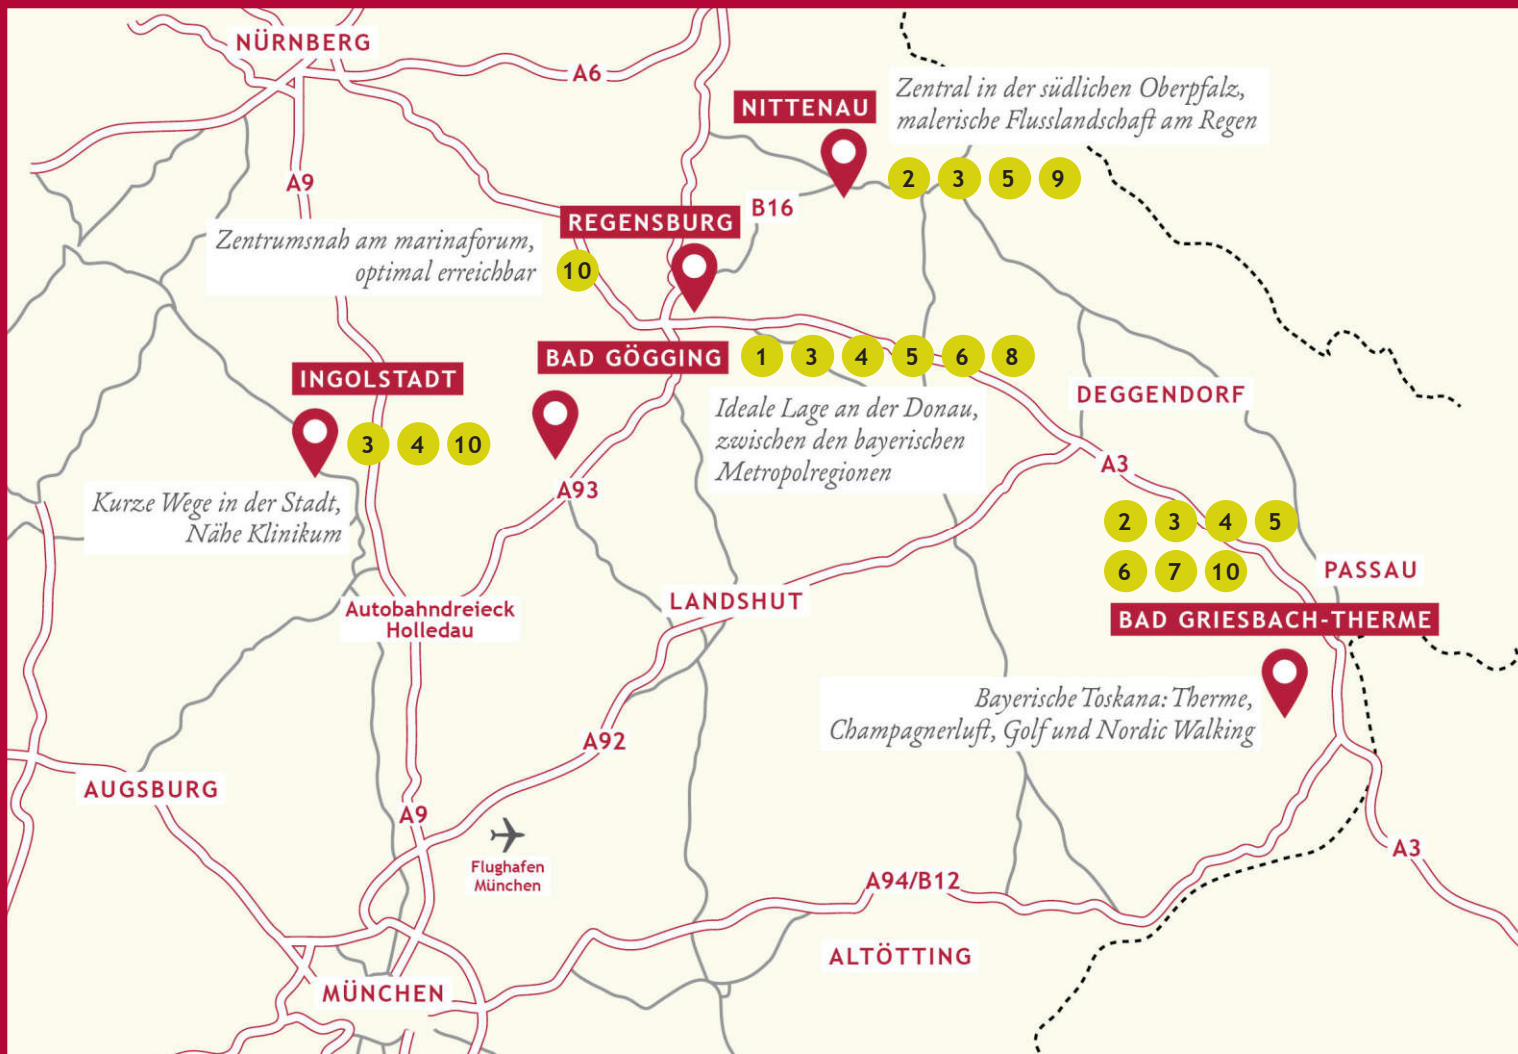 NÜRNBERG
A6
NITTENAU
Zentral in der südlichen Oberpfalz,
malerische Flusslandschaft am Regen
2 3 5 9
A9
B16
REGENSBURG
Zentrumsnah am marinaforum,
optimal erreichbar
10
BAD GÖGGING
1 3 4 5 6 8
Ideale Lage an der Donau,
zwischen den bayerischen
Metropolregionen
INGOLSTADT
3 4 10
Kurze Wege in der Stadt,
Nähe Klinikum
DEGGENDORF
A3
A93
2 3 4 5
6 7 10
PASSAU
BAD GRIESBACH-THERME
Bayerische Toskana: Therme,
Champagnerluft, Golf und Nordic Walking
Autobahndreieck
Holledau
LANDSHUT
A92
AUGSBURG
A9
Flughafen
München
A3
A94/B12
ALTÖTTING
MÜNCHEN